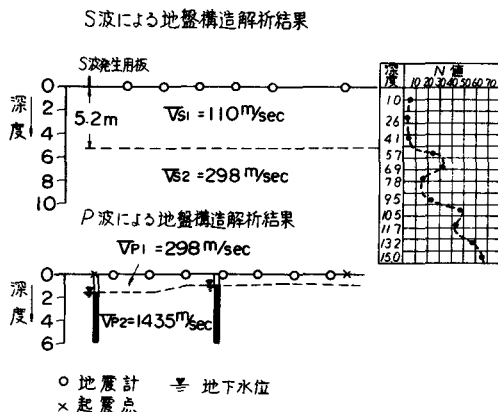 S波による地盤構造解析結果
S波発生用板
深度
0
2
4
6
8
10
5.2m
V̅s1 = 110 m/sec
V̅s2 = 298 m/sec
深度 N 値
10 20 30 40 50 60 70
1.0
2.6
4.1
5.7
6.9
7.8
9.5
10.5
11.7
13.2
15.0
P波による地盤構造解析結果
V̅P1 = 298 m/sec
深度
0
2
4
6
V̅P2 = 1435 m/sec
○ 地震計 地下水位
× 起震点